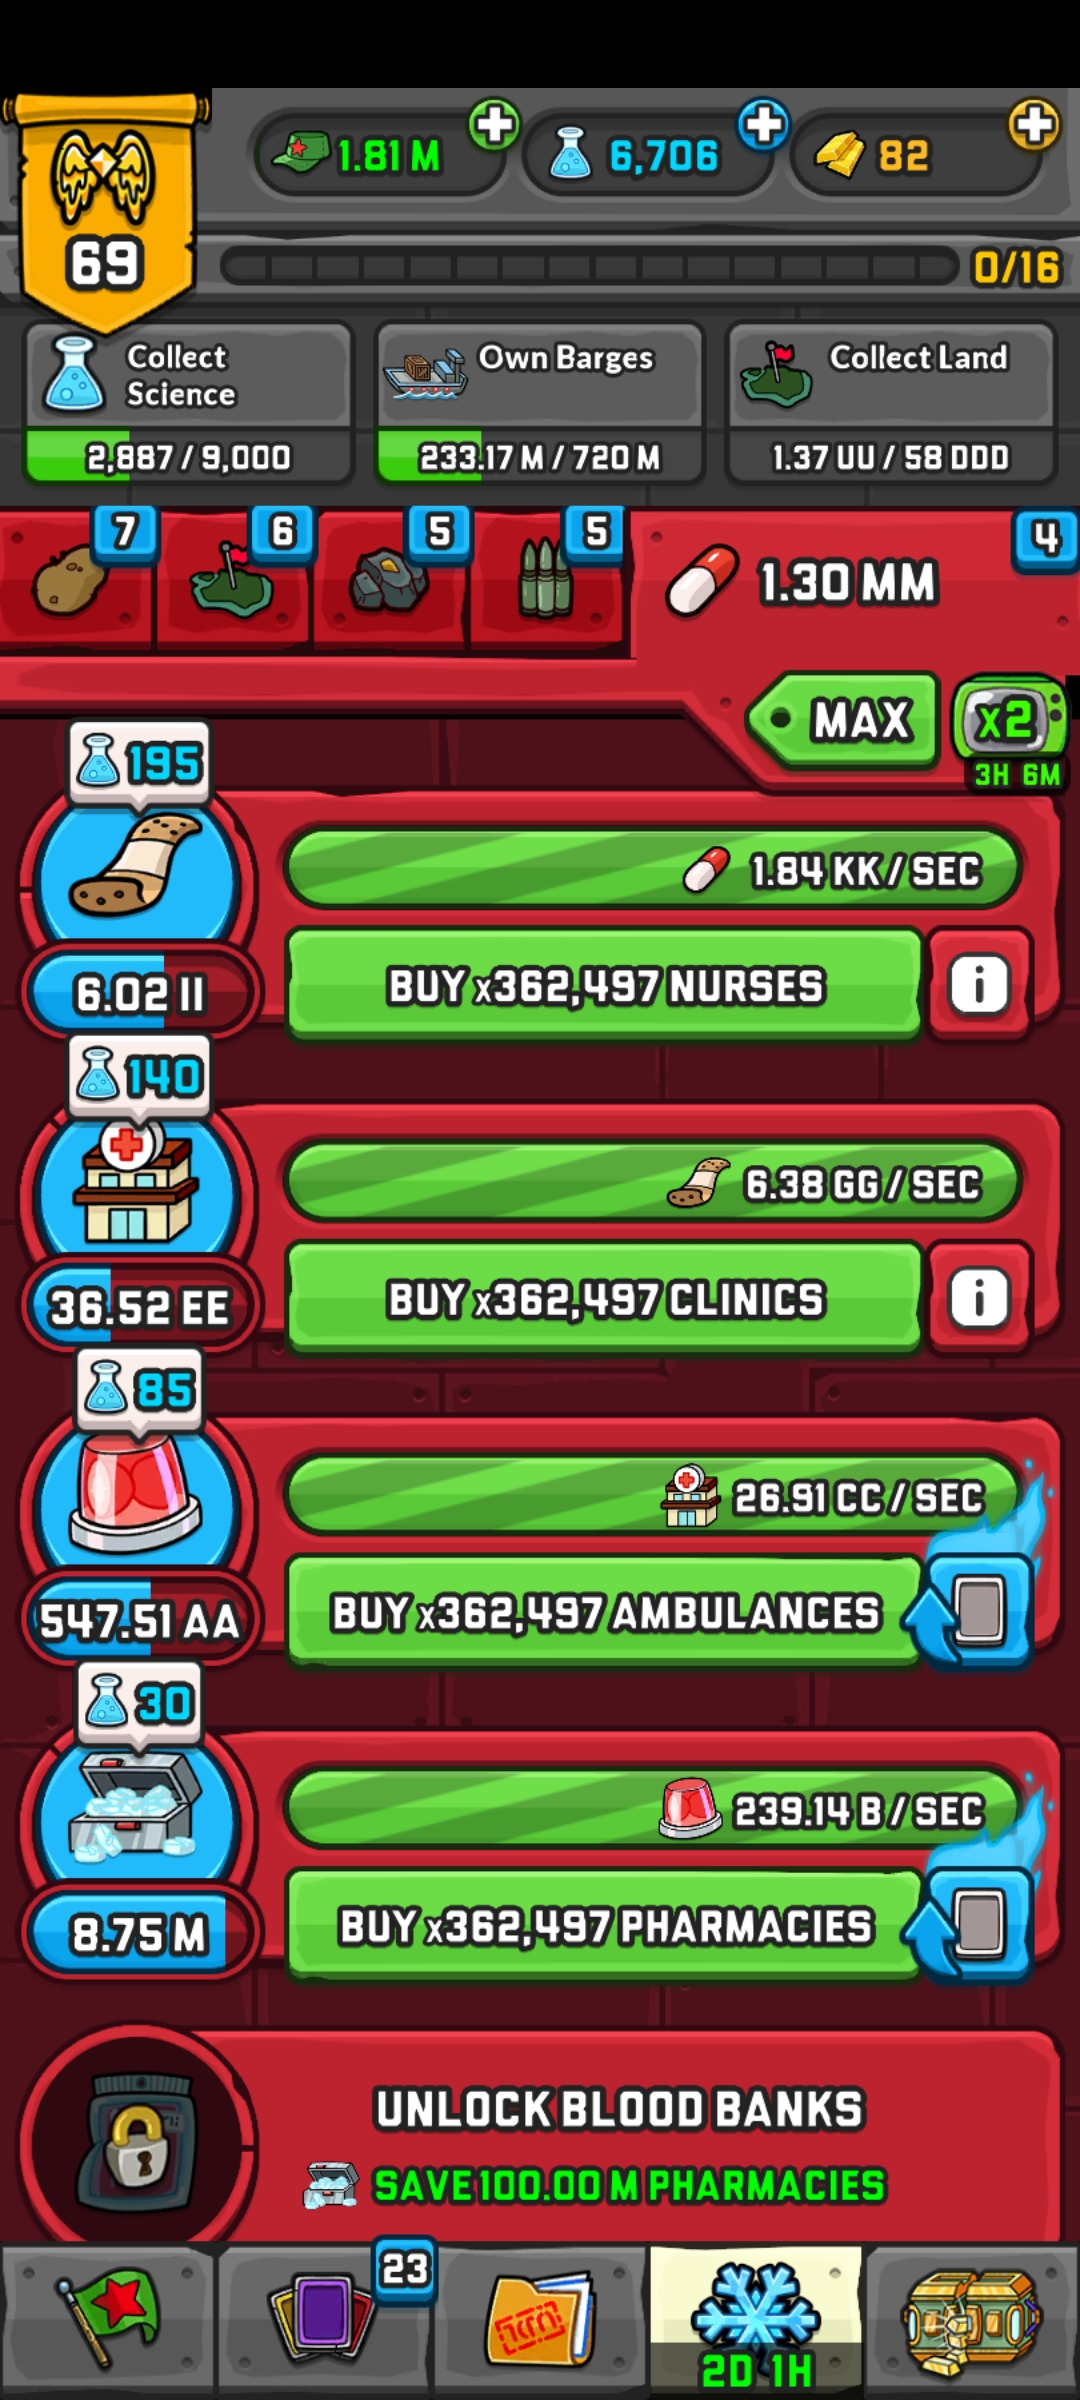 1.81 M
6,706
82
69
0/16
Collect
Science
2,887 / 9,000
Own Barges
233.17 M / 720 M
Collect Land
1.37 UU / 58 DDD
7
6
5
5
4
1.30 MM
MAX
x2
3H 6M
195
1.84 KK / SEC
6.02 II
BUY x362,497 NURSES
i
140
6.38 GG / SEC
36.52 EE
BUY x362,497 CLINICS
i
85
26.91 CC / SEC
547.51 AA
BUY x362,497 AMBULANCES
30
239.14 B / SEC
8.75 M
BUY x362,497 PHARMACIES
UNLOCK BLOOD BANKS
SAVE 100.00 M PHARMACIES
23
2D 1H